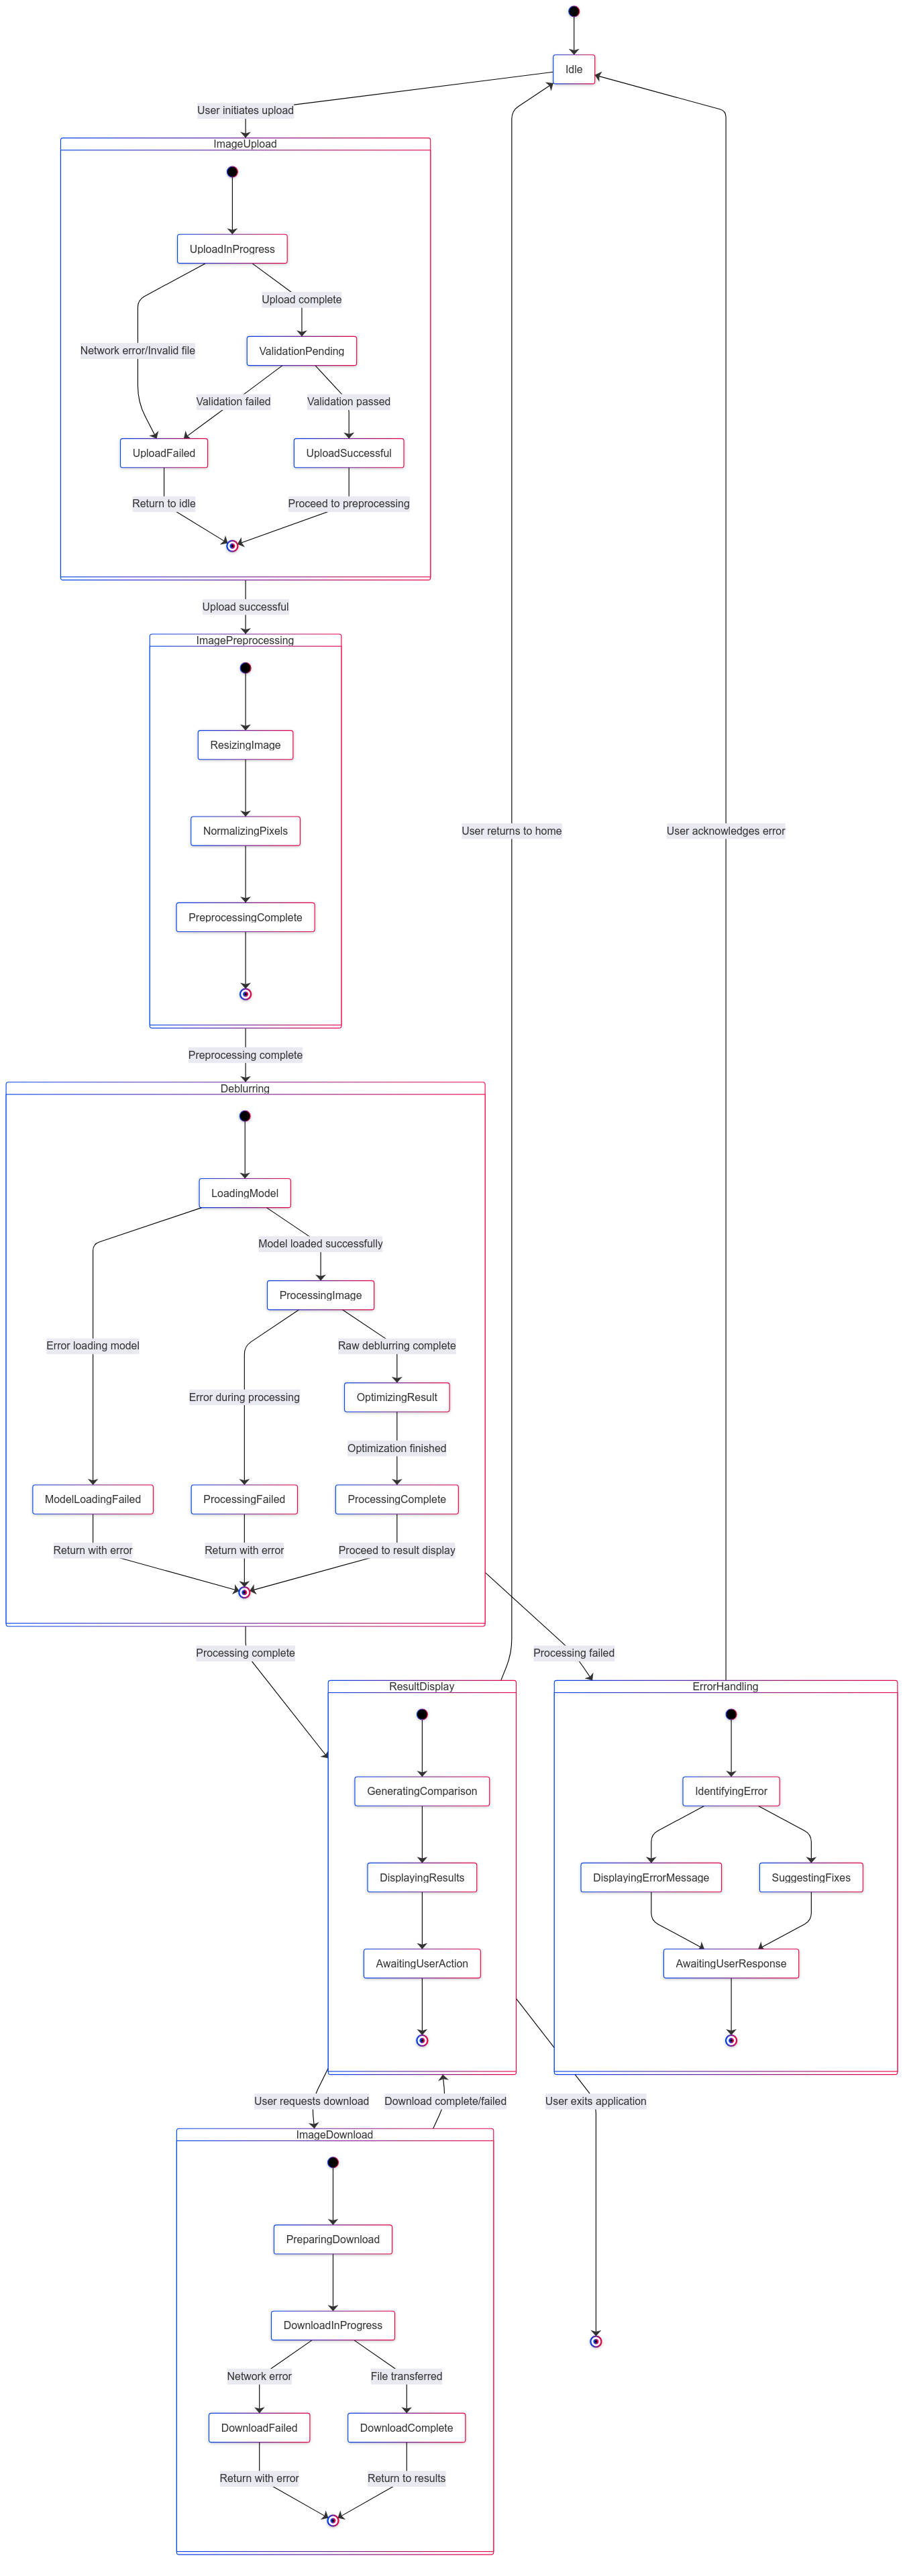 Idle
User initiates upload
ImageUpload
UploadInProgress
Upload complete
Network error/Invalid file
ValidationPending
Validation failed
Validation passed
UploadFailed
UploadSuccessful
Return to idle
Proceed to preprocessing
Upload successful
ImagePreprocessing
ResizingImage
NormalizingPixels
User returns to home
User acknowledges error
PreprocessingComplete
Preprocessing complete
Deblurring
LoadingModel
Model loaded successfully
ProcessingImage
Error loading model
Raw deblurring complete
Error during processing
OptimizingResult
Optimization finished
ModelLoadingFailed
ProcessingFailed
ProcessingComplete
Return with error
Return with error
Proceed to result display
Processing complete
Processing failed
ResultDisplay
ErrorHandling
GeneratingComparison
IdentifyingError
DisplayingResults
DisplayingErrorMessage
SuggestingFixes
AwaitingUserAction
AwaitingUserResponse
User requests download
Download complete/failed
User exits application
ImageDownload
PreparingDownload
DownloadInProgress
Network error
File transferred
DownloadFailed
DownloadComplete
Return with error
Return to results